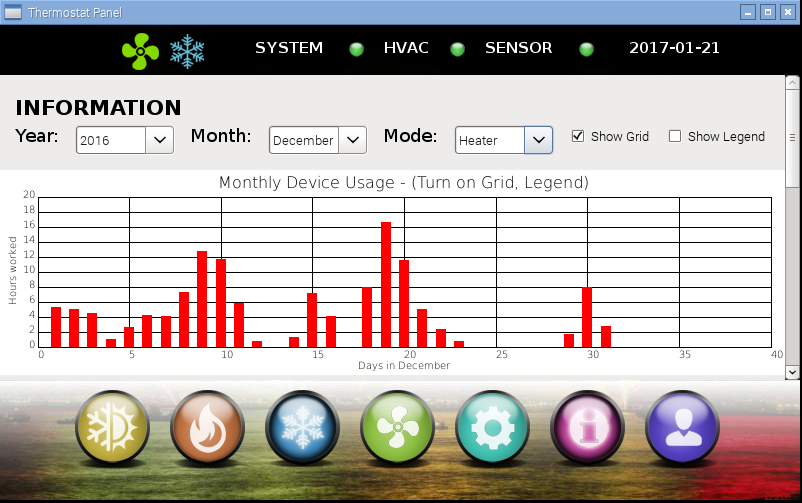 Thermostat Panel
SYSTEM HVAC SENSOR 2017-01-21
INFORMATION
Year: 2016 Month: December Mode: Heater Show Grid Show Legend
Monthly Device Usage - (Turn on Grid, Legend)
Hours worked
20
18
16
14
12
10
8
6
4
2
0
0 5 10 15 20 25 30 35 40
Days in December